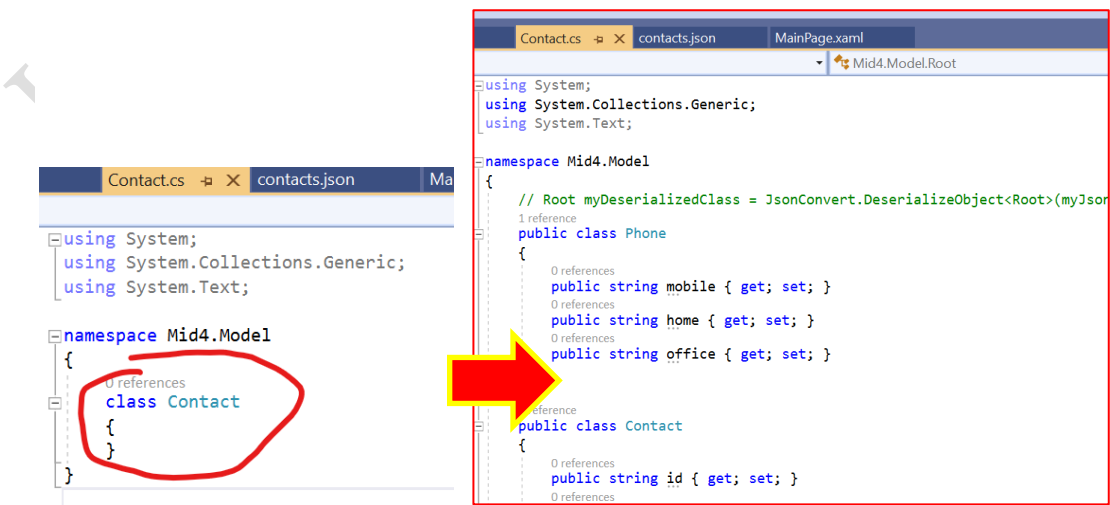 Contact.cs contacts.json Ma
using System;
using System.Collections.Generic;
using System.Text;
namespace Mid4.Model
{
0 references
class Contact
{
}
}
Contact.cs contacts.json MainPage.xaml
Mid4.Model.Root
using System;
using System.Collections.Generic;
using System.Text;
namespace Mid4.Model
{
// Root myDeserializedClass = JsonConvert.DeserializeObject<Root>(myJson
1 reference
public class Phone
{
0 references
public string mobile { get; set; }
0 references
public string home { get; set; }
0 references
public string office { get; set; }
reference
public class Contact
{
0 references
public string id { get; set; }
0 references